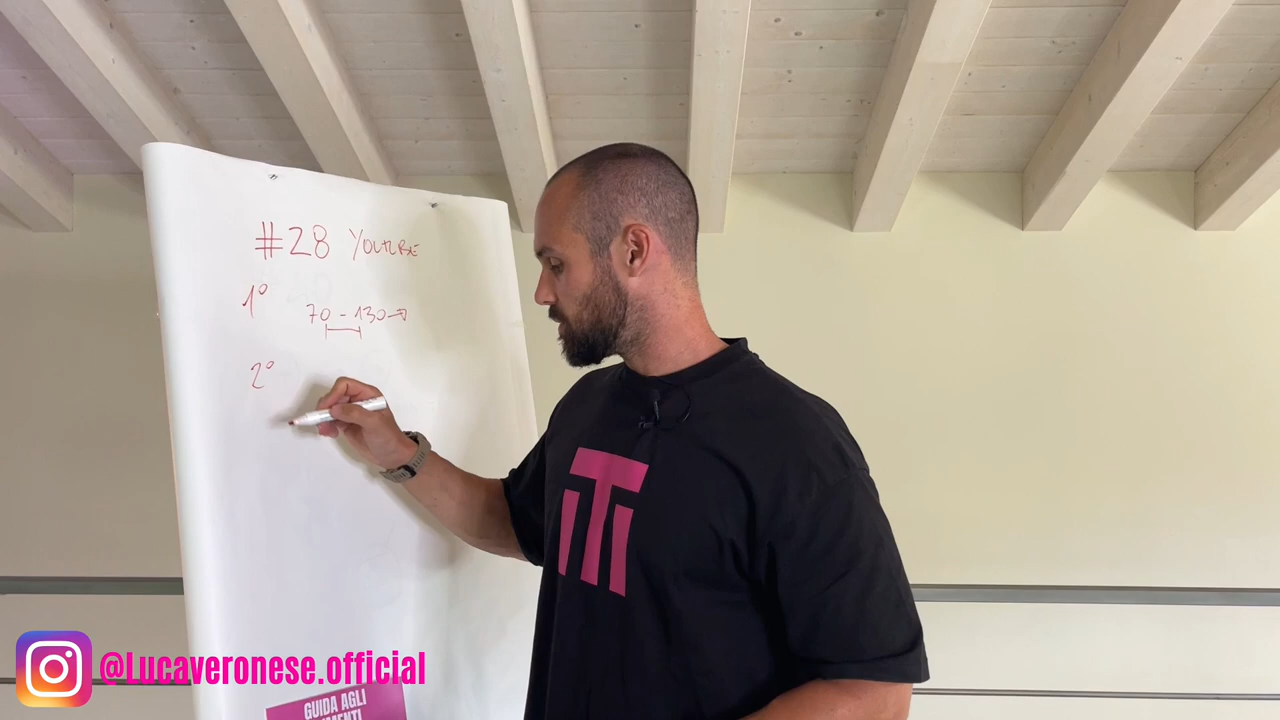 #28 YOUTUBE
1°
70 - 130→
2°
@Lucaveronese.official
GUIDA AGLI